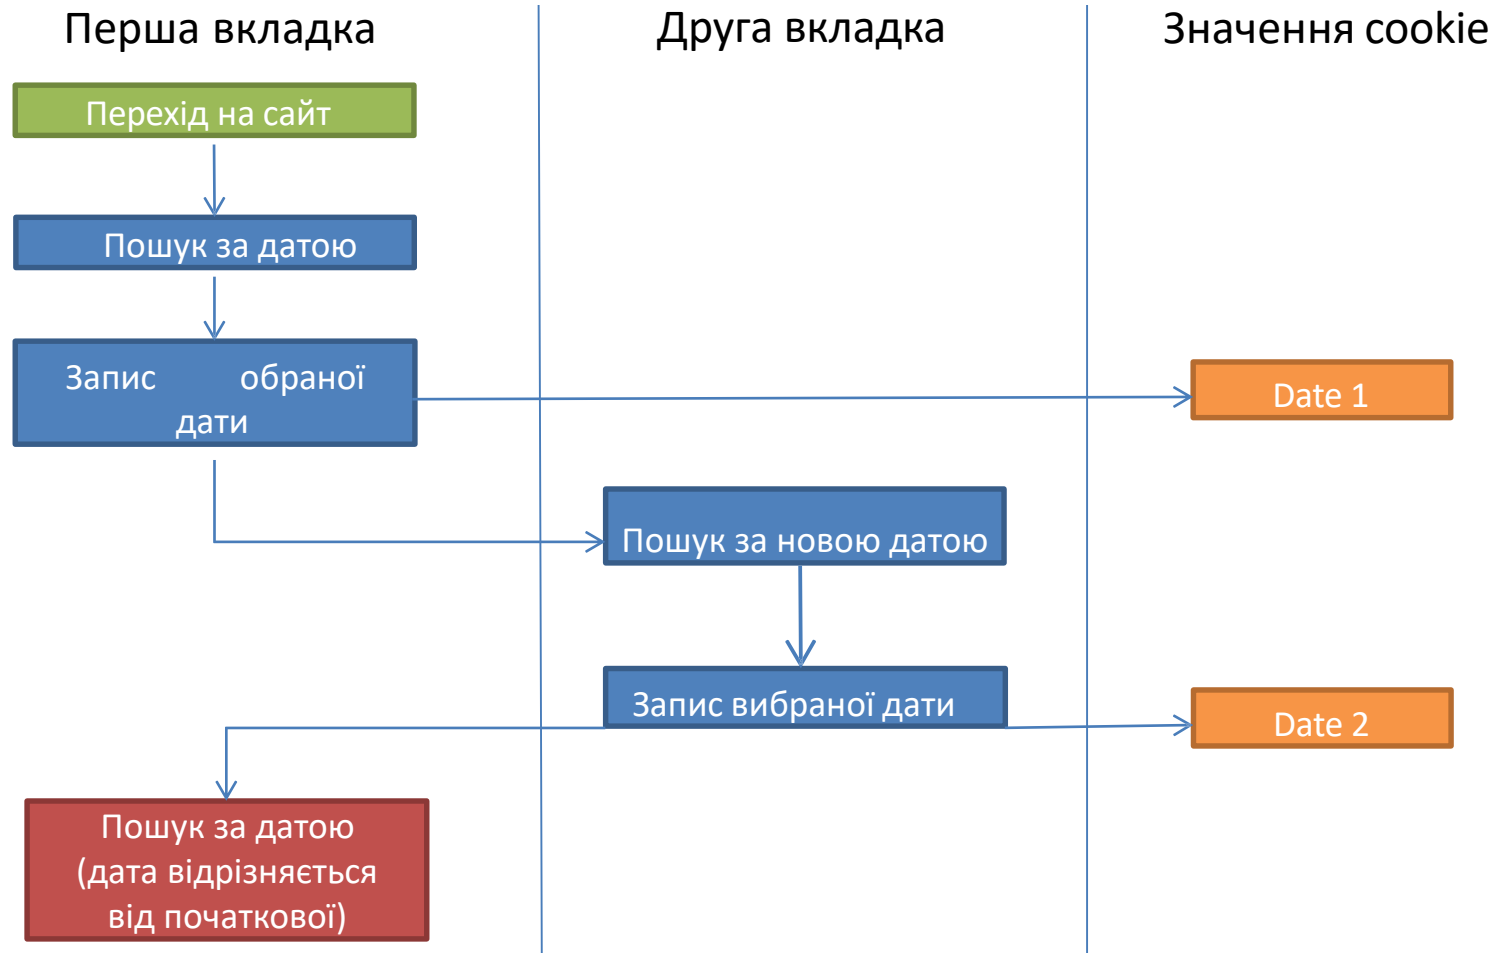 Перша вкладка
Друга вкладка
Значення cookie
Перехід на сайт
Пошук за датою
Запис обраної
дати
Date 1
Пошук за новою датою
Запис вибраної дати
Date 2
Пошук за датою
(дата відрізняється
від початкової)